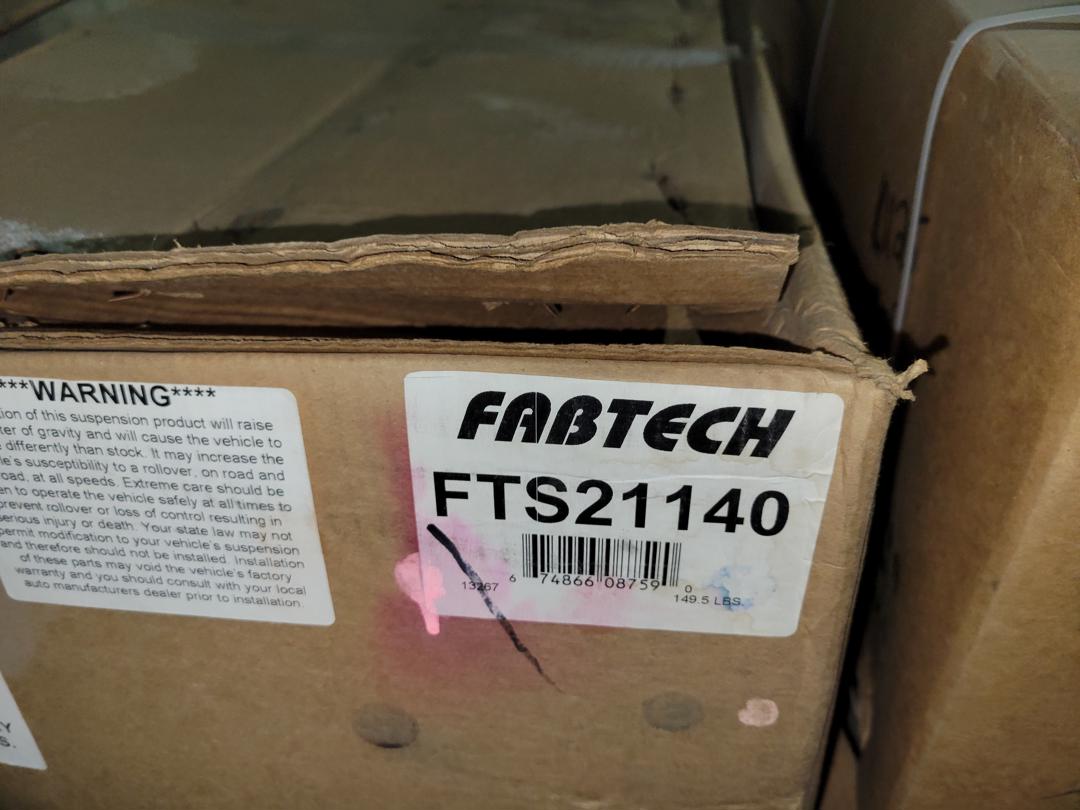 ***WARNING****
ion of this suspension product will raise
ter of gravity and will cause the vehicle to
differently than stock. It may increase the
le's susceptibility to a rollover, on road and
road, at all speeds. Extreme care should be
en to operate the vehicle safely at all times to
prevent rollover or loss of control resulting in
serious injury or death. Your state law may not
permit modification to your vehicle's suspension
and therefore should not be installed. Installation
of these parts may void the vehicle's factory
warranty and you should consult with your local
auto manufacturers dealer prior to installation.
FABTECH
FTS21140
13267
6 74866 08759 0
149.5 LBS.
Y
S.